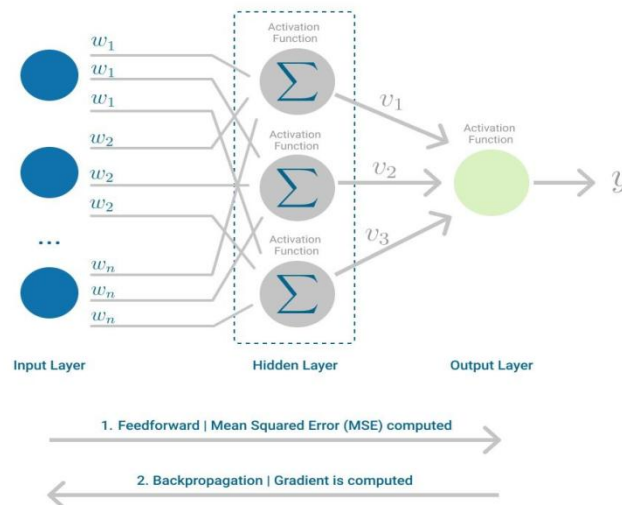 w1
w1
w1
w2
w2
w2
...
wn
wn
wn
Activation
Function
Σ
Activation
Function
Σ
Activation
Function
Σ
v1
v2
v3
Activation
Function
y
Input Layer
Hidden Layer
Output Layer
1. Feedforward | Mean Squared Error (MSE) computed
2. Backpropagation | Gradient is computed